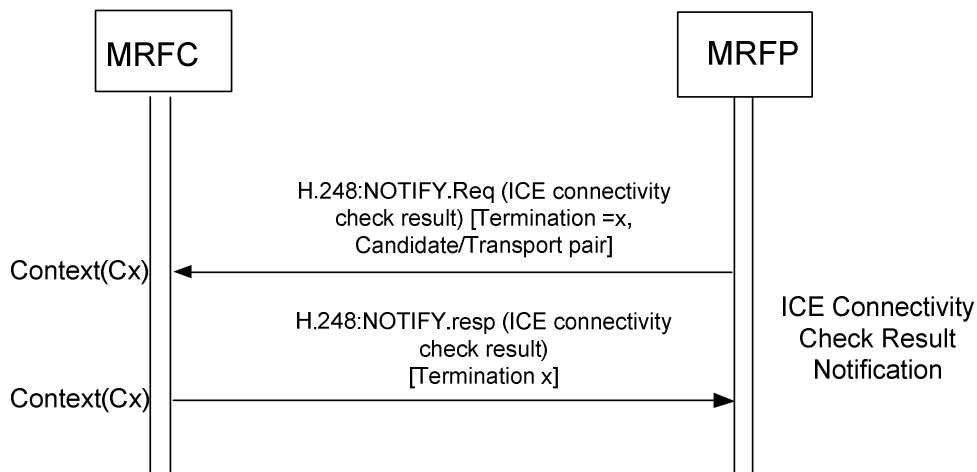 MRFC
MRFP
H.248:NOTIFY.Req (ICE connectivity
check result) [Termination =x,
Candidate/Transport pair]
Context(Cx)
H.248:NOTIFY.resp (ICE connectivity
check result)
[Termination x]
Context(Cx)
ICE Connectivity
Check Result
Notification